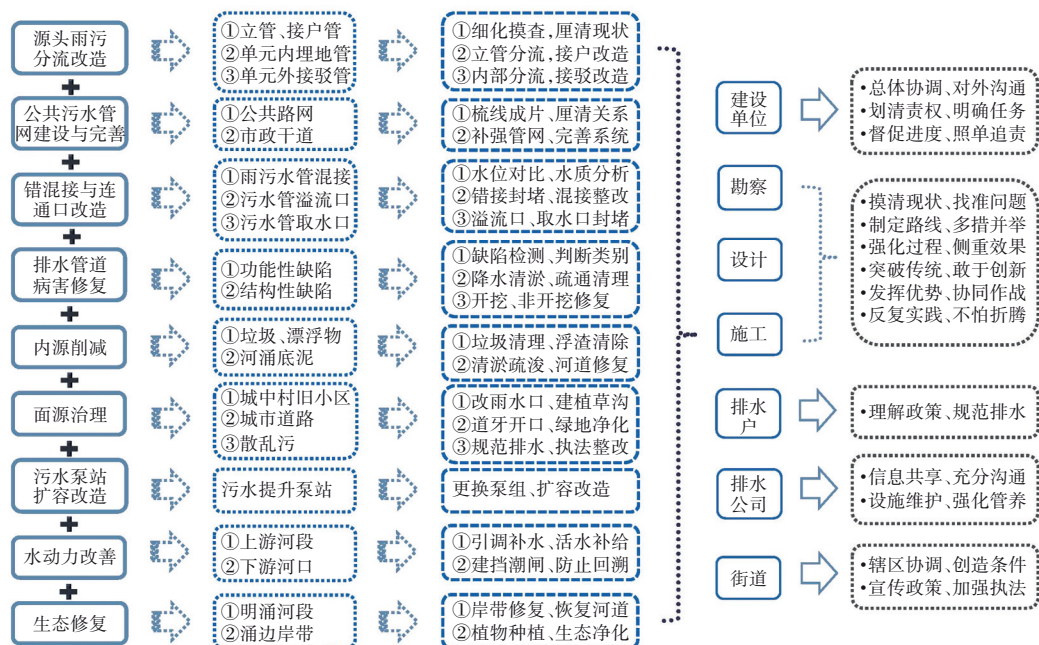 源头雨污
分流改造
①立管、接户管
②单元内埋地管
③单元外接驳管
①细化摸查,厘清现状
②立管分流,接户改造
③内部分流,接驳改造
公共污水管
网建设与完善
①公共路网
②市政干道
①梳线成片、厘清关系
②补强管网、完善系统
错混接与连
通口改造
①雨污水管混接
②污水管溢流口
③污水管取水口
①水位对比、水质分析
②错接封堵、混接整改
③溢流口、取水口封堵
排水管道
病害修复
①功能性缺陷
②结构性缺陷
①缺陷检测、判断类别
②降水清淤、疏通清理
③开挖、非开挖修复
内源削减
①垃圾、漂浮物
②河涌底泥
①垃圾清理、浮渣清除
②清淤疏浚、河道修复
面源治理
①城中村旧小区
②城市道路
③散乱污
①改雨水口、建植草沟
②道牙开口、绿地净化
③规范排水、执法整改
污水泵站
扩容改造
污水提升泵站
更换泵组、扩容改造
水动力改善
①上游河段
②下游河口
①引调补水、活水补给
②建挡潮闸、防止回溯
生态修复
①明涌河段
②涌边岸带
①岸带修复、恢复河道
②植物种植、生态净化
建设
单位
•总体协调、对外沟通
•划清责权、明确任务
•督促进度、照单追责
勘察
设计
施工
•摸清现状、找准问题
•制定路线、多措并举
•强化过程、侧重效果
•突破传统、敢于创新
•发挥优势、协同作战
•反复实践、不怕折腾
排水
户
•理解政策、规范排水
排水
公司
•信息共享、充分沟通
•设施维护、强化管养
街道
•辖区协调、创造条件
•宣传政策、加强执法